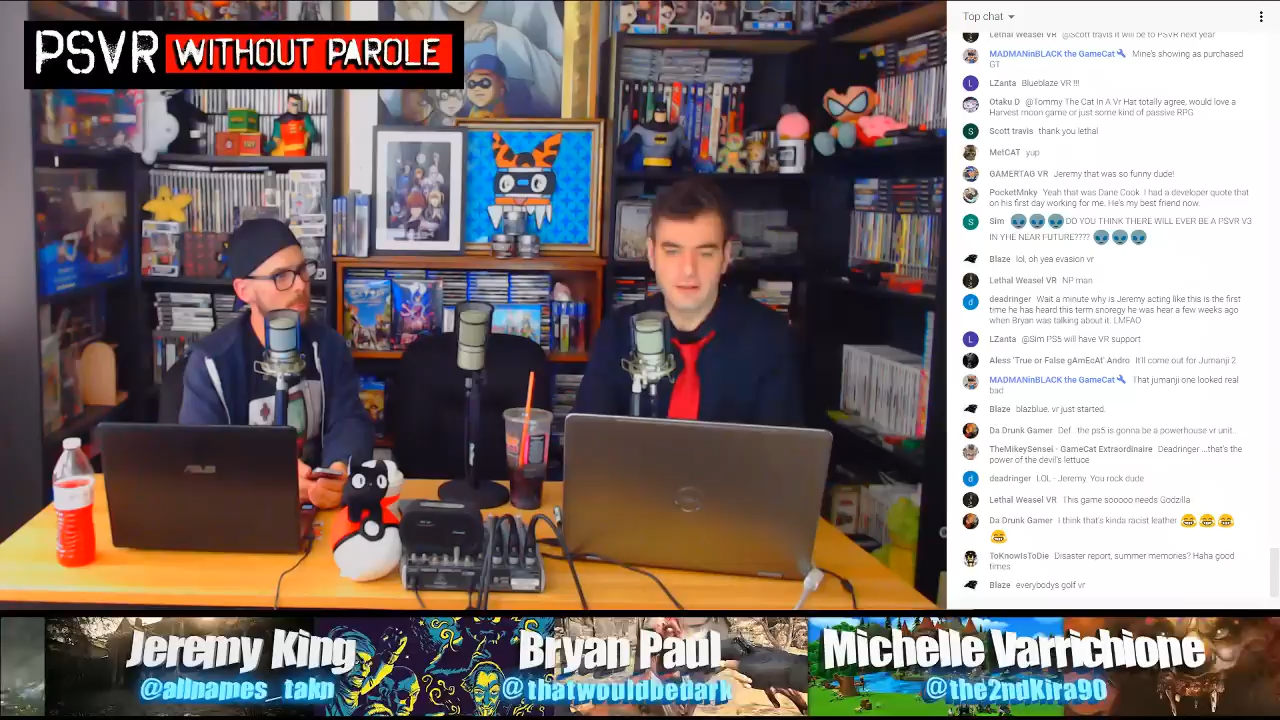 PSVR WITHOUT PAROLE
Top chat
Lethal Weasel VR @Scott travis it will be to PSVR next year
MADMANinBLACK the GameCat Mine's showing as purchased
GT
L
LZanta Blueblaze VR !!!
Otaku D @Tommy The Cat In A Vr Hat totally agree, would love a
Harvest moon game or just some kind of passive RPG
S
Scott travis thank you lethal
MetCAT yup
GAMERTAG VR Jeremy that was so funny dude!
PocketMnky Yeah that was Dane Cook. I had a developer quote that
on his first day working for me. He's my best friend now.
S
Sim DO YOU THINK THERE WILL EVER BE A PSVR V3
IN YHE NEAR FUTURE????
Blaze lol, oh yea evasion vr
Lethal Weasel VR NP man
d
deadringer Wait a minute why is Jeremy acting like this is the first
time he has heard this term snoregy he was hear a few weeks ago
when Bryan was talking about it. LMFAO
L
LZanta @Sim PS5 will have VR support
Aless 'True or False gAmEcAt' Andro It'll come out for Jumanji 2
MADMANinBLACK the GameCat That jumanji one looked real
bad
Blaze blazblue. vr just started.
Da Drunk Gamer Def.. the ps5 is gonna be a powerhouse vr unit..
TheMikeySensei - GameCat Extraordinaire Deadringer ...that's the
power of the devil's lettuce
d
deadringer LOL - Jeremy. You rock dude
Lethal Weasel VR This game sooooo needs Godzilla
Da Drunk Gamer I think that's kinda racist leather
ToKnowIsToDie Disaster report, summer memories? Haha good
times
Blaze everybodys golf vr
ASUS
DELL
Jeremy King
@allnames_takn
Bryan Paul
@thatwouldbedark
Michelle Varrichione
@the2ndKira90